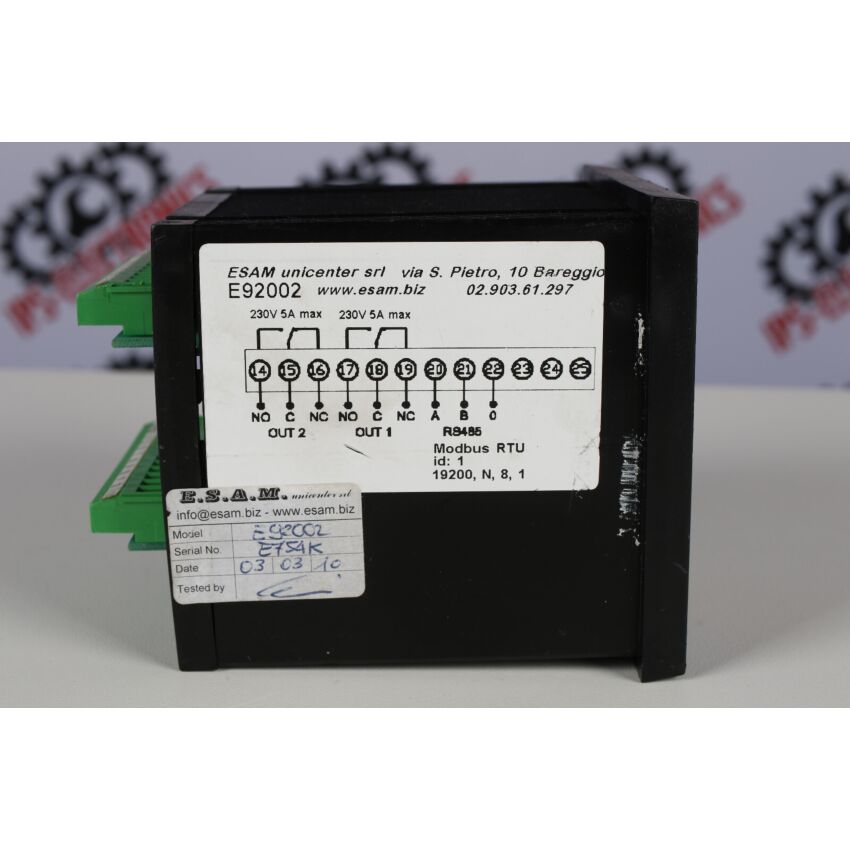 ESAM unicenter srl via S. Pietro, 10 Bareggio
E92002 www.esam.biz 02.903.61.297
230V 5A max 230V 5A max
14 15 16 17 18 19 20 21 22 23 24 25
NO C NC NO C NC A B 0
OUT 2 OUT 1 RS485
Modbus RTU
id: 1
19200, N, 8, 1
E.S.A.M. unicenter srl
info@esam.biz - www.esam.biz
Model E92002
Serial No. E754K
Date 03 03 10
Tested by